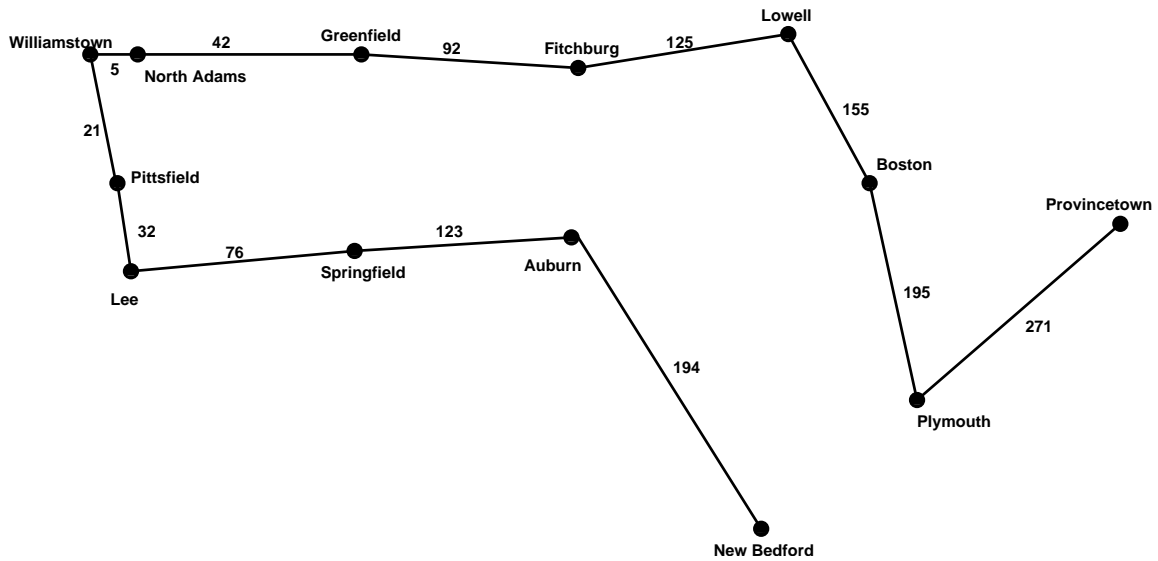 Lowell
Williamstown
42
Greenfield
92
Fitchburg
125
5
North Adams
155
21
Pittsfield
Boston
Provincetown
32
76
Springfield
123
Auburn
Lee
195
271
194
Plymouth
New Bedford